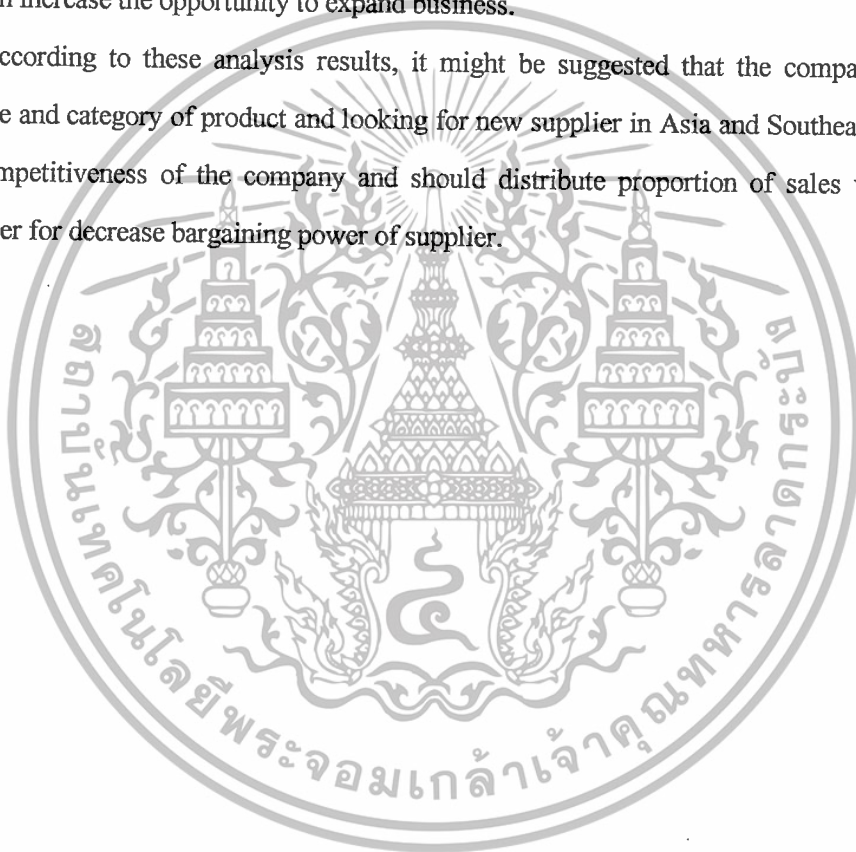 increase the opportunity to expand business.
ccording to these analysis results, it might be suggested that the compa
e and category of product and looking for new supplier in Asia and Southea
mpetitiveness of the company and should distribute proportion of sales
er for decrease bargaining power of supplier.
๔
สถาบันเทคโนโลยีพระจอมเกล้าเจ้าคุณทหารลาดกระบัง